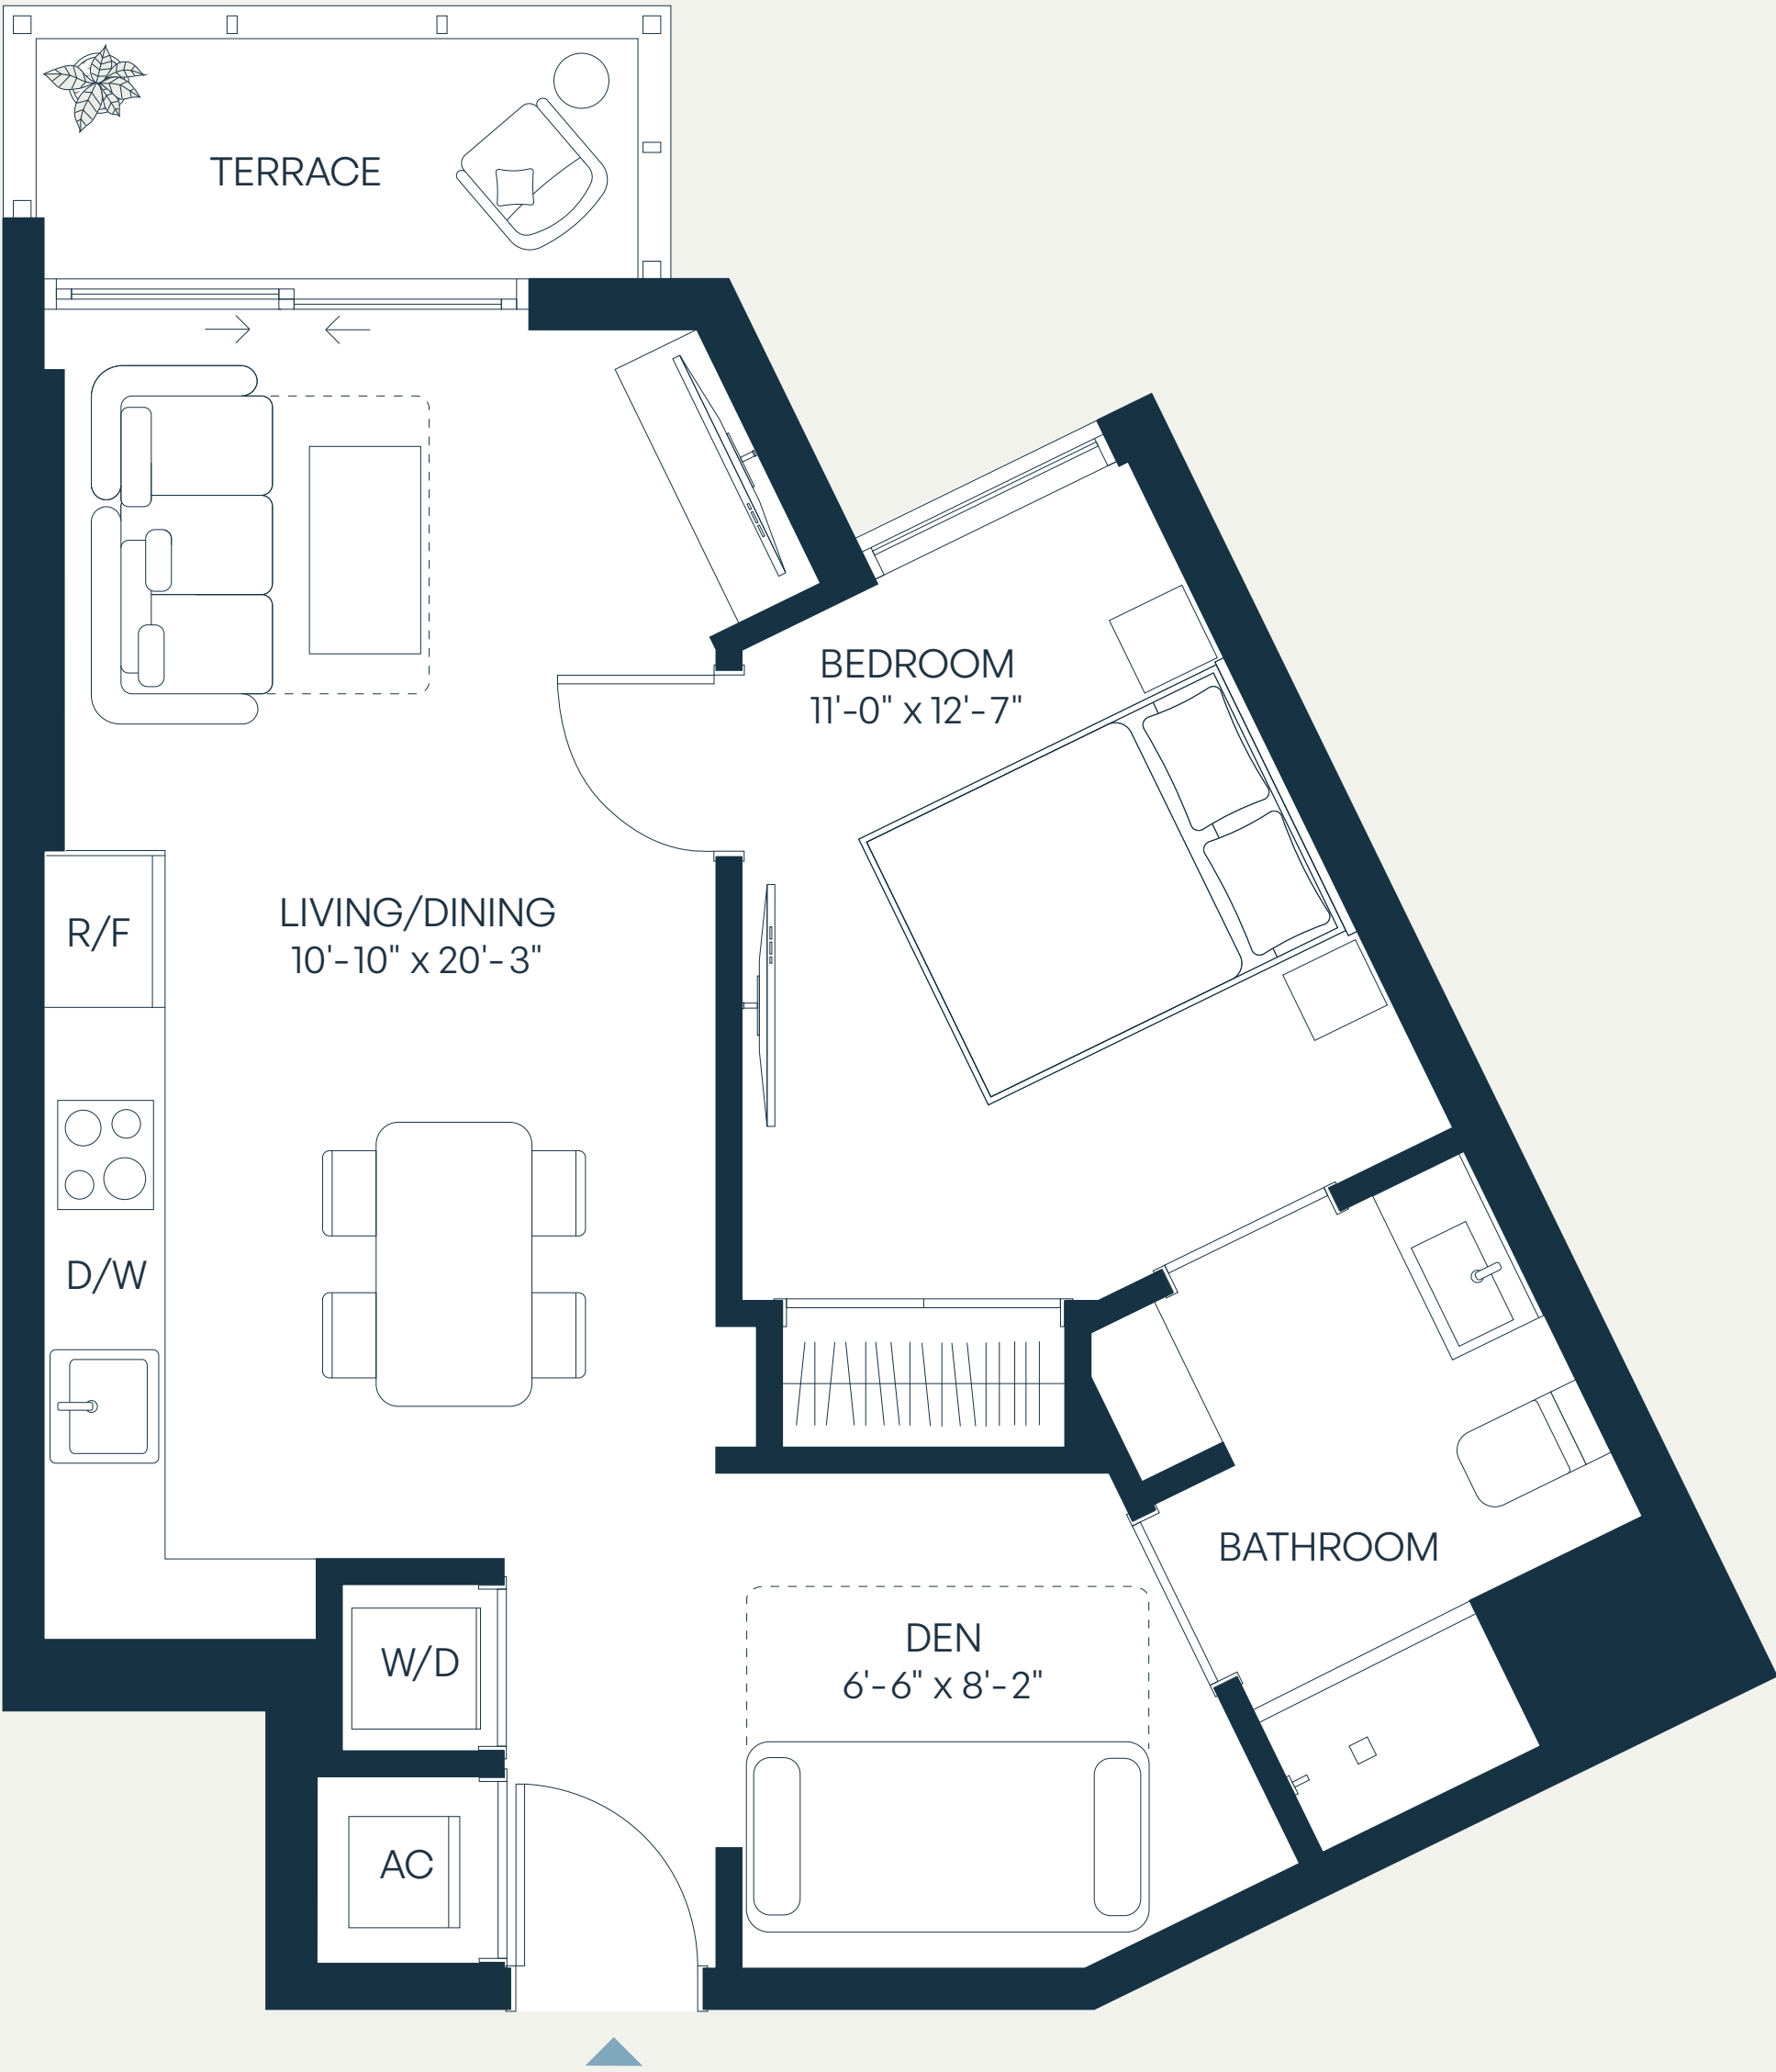 TERRACE
BEDROOM
11'-0" x 12'-7"
LIVING/DINING
10'-10" x 20'-3"
R/F
D/W
BATHROOM
DEN
6'-6" x 8'-2"
W/D
AC